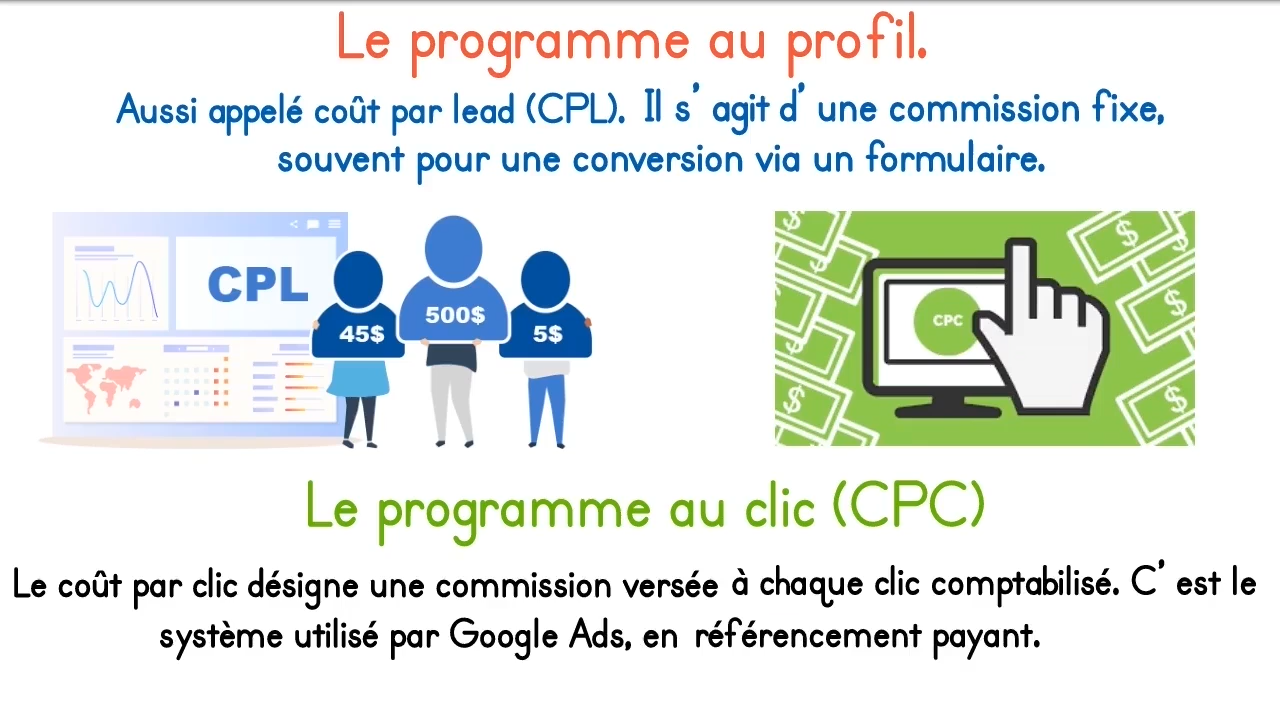 Le programme au profil.
Aussi appelé coût par lead (CPL). Il s’ agit d’ une commission fixe,
souvent pour une conversion via un formulaire.
CPL
45$
500$
5$
CPC
Le programme au clic (CPC)
Le coût par clic désigne une commission versée à chaque clic comptabilisé. C’ est le
système utilisé par Google Ads, en référencement payant.